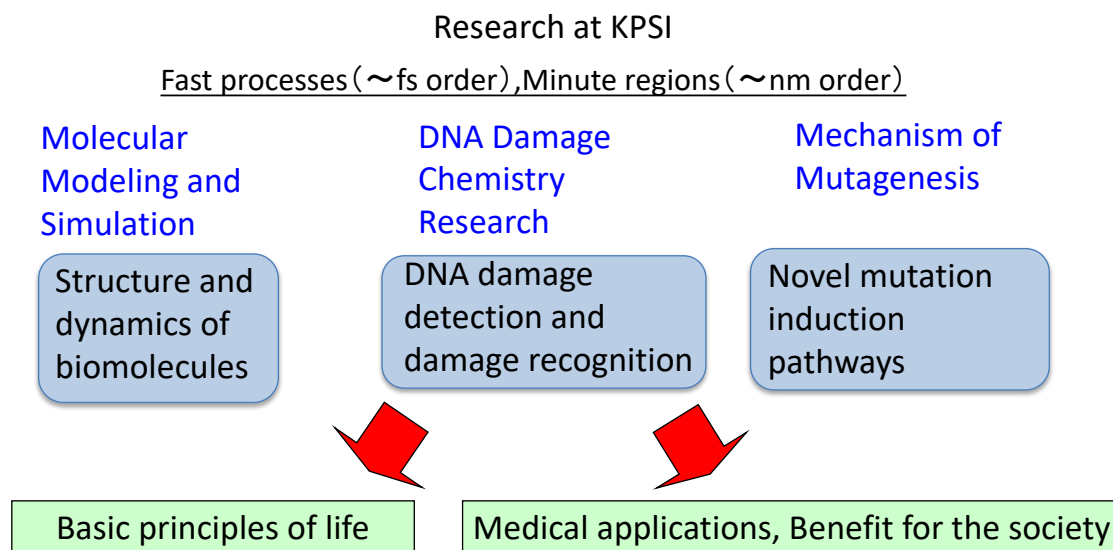 Research at KPSI
Fast processes（～fs order）,Minute regions（～nm order）
Molecular
Modeling and
Simulation
DNA Damage
Chemistry
Research
Mechanism of
Mutagenesis
Structure and
dynamics of
biomolecules
DNA damage
detection and
damage recognition
Novel mutation
induction
pathways
Basic principles of life
Medical applications, Benefit for the society